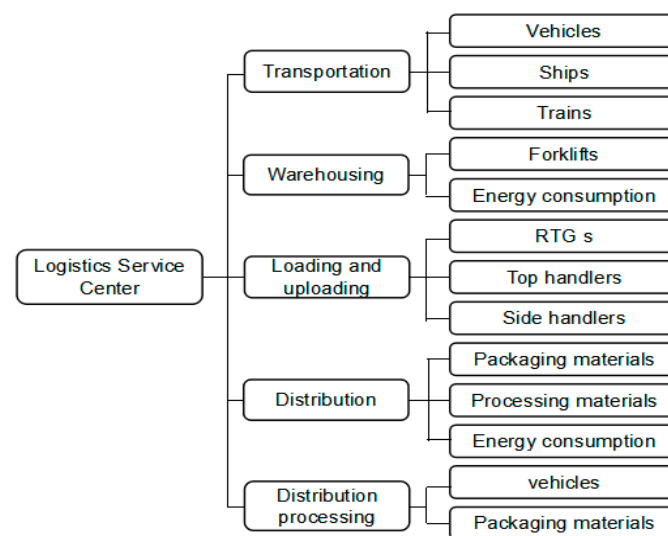 Logistics Service
Center
Transportation
Vehicles
Ships
Trains
Warehousing
Forklifts
Energy consumption
Loading and
uploading
RTG s
Top handlers
Side handlers
Distribution
Packaging materials
Processing materials
Energy consumption
Distribution
processing
vehicles
Packaging materials